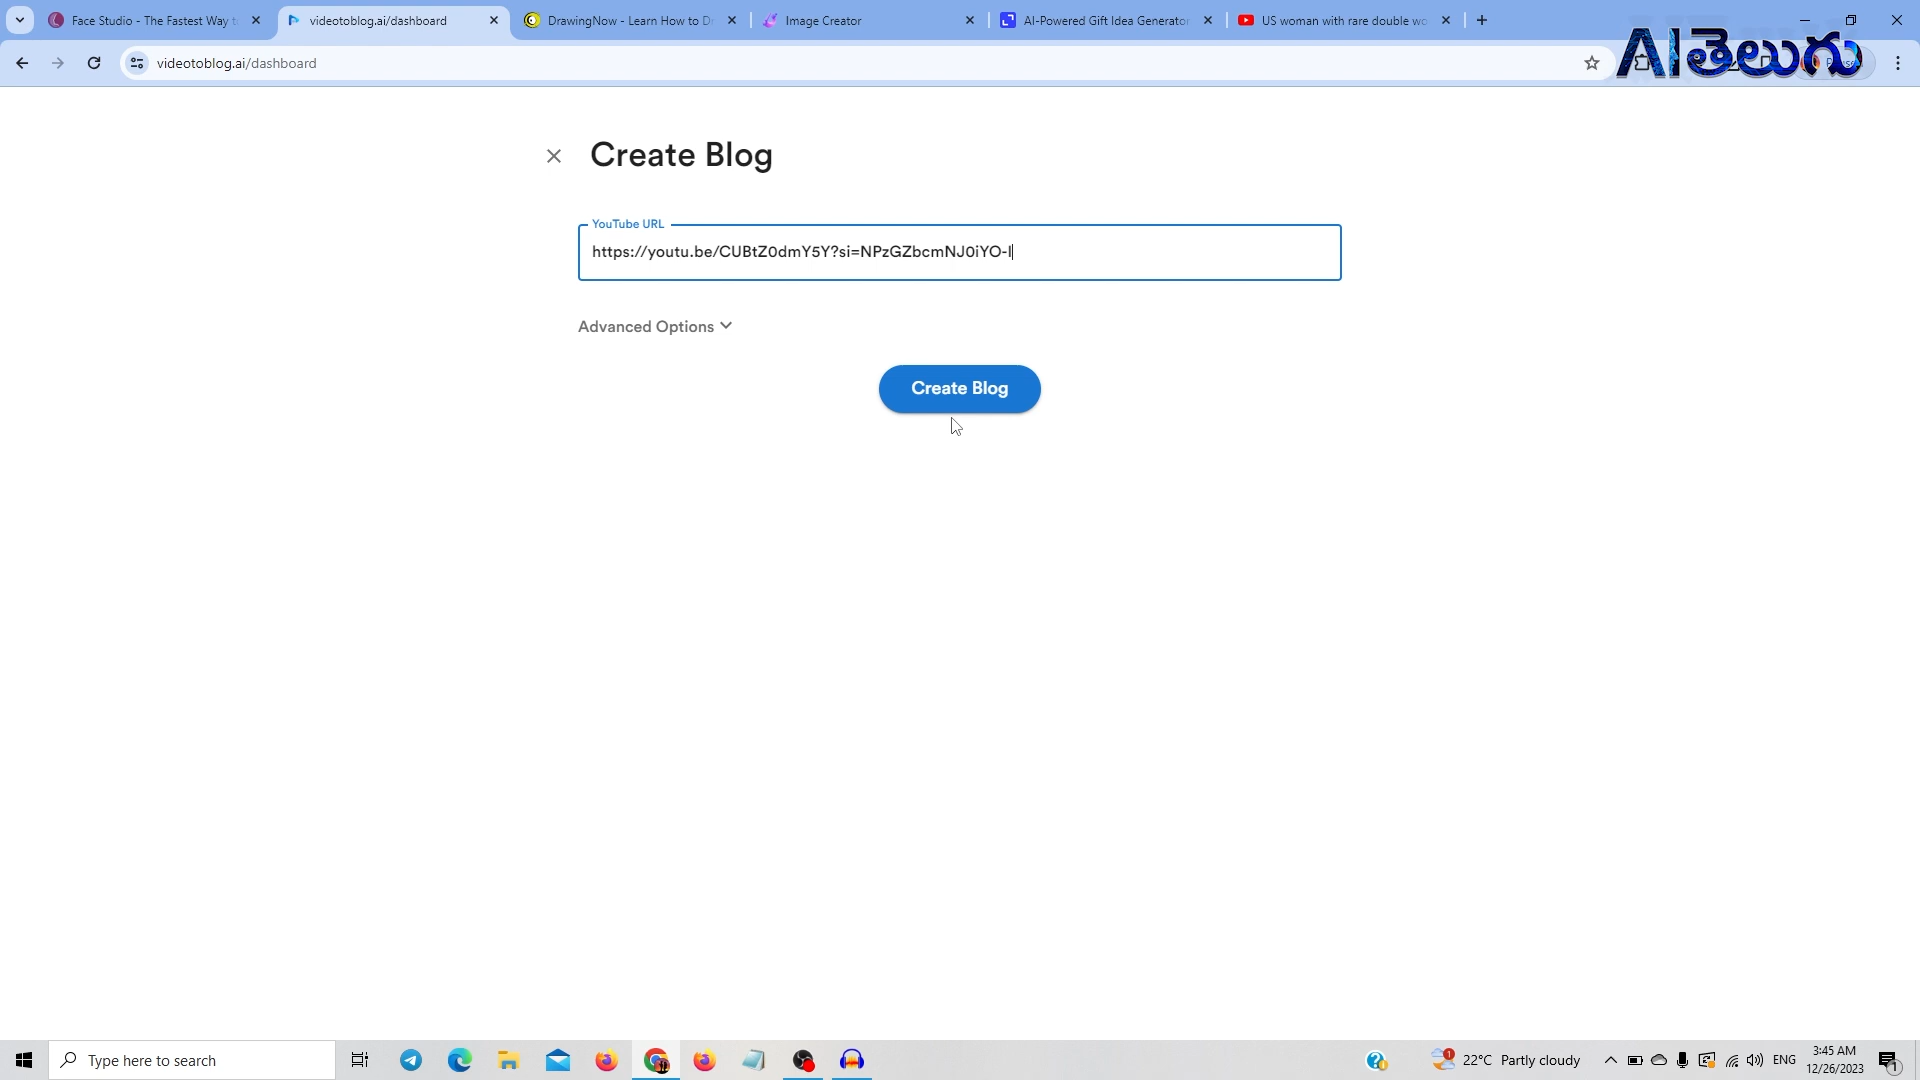 Face Studio - The Fastest Way t
videotoblog.ai/dashboard
DrawingNow - Learn How to D
Image Creator
AI-Powered Gift Idea Generator
US woman with rare double wo
videotoblog.ai/dashboard
AI తెలుగు
Create Blog
YouTube URL
https://youtu.be/CUBtZ0dmY5Y?si=NPzGZbcmNJ0iYO-I
Advanced Options
Create Blog
Type here to search
22°C Partly cloudy
ENG
3:45 AM
12/26/2023